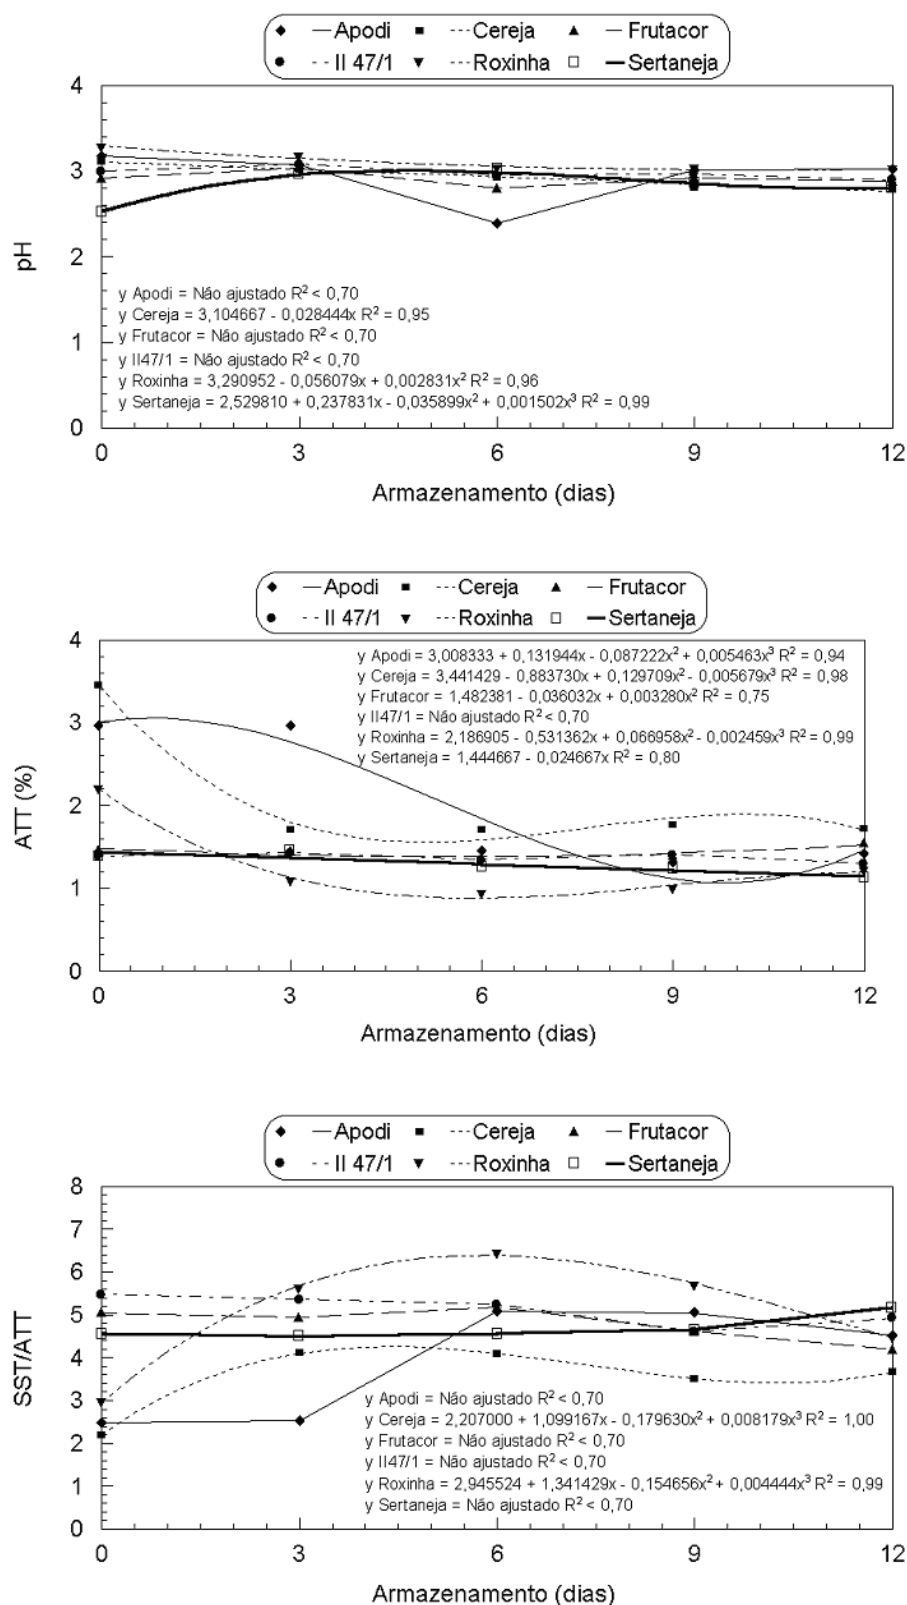 Apodi Cereja Frutacor
II 47/1 Roxinha Sertaneja
4
3
2
1
0
pH
y Apodi = Não ajustado R² < 0,70
y Cereja = 3,104667 - 0,028444x R² = 0,95
y Frutacor = Não ajustado R² < 0,70
y II47/1 = Não ajustado R² < 0,70
y Roxinha = 3,290952 - 0,056079x + 0,002831x² R² = 0,96
y Sertaneja = 2,529810 + 0,237831x - 0,035899x² + 0,001502x³ R² = 0,99
0 3 6 9 12
Armazenamento (dias)
Apodi Cereja Frutacor
II 47/1 Roxinha Sertaneja
4
3
2
1
0
ATT (%)
y Apodi = 3,008333 + 0,131944x - 0,087222x² + 0,005463x³ R² = 0,94
y Cereja = 3,441429 - 0,883730x + 0,129709x² - 0,005679x³ R² = 0,98
y Frutacor = 1,482381 - 0,036032x + 0,003280x² R² = 0,75
y II47/1 = Não ajustado R² < 0,70
y Roxinha = 2,186905 - 0,531362x + 0,066958x² - 0,002459x³ R² = 0,99
y Sertaneja = 1,444667 - 0,024667x R² = 0,80
0 3 6 9 12
Armazenamento (dias)
Apodi Cereja Frutacor
II 47/1 Roxinha Sertaneja
8
7
6
5
4
3
2
1
0
SST/ATT
y Apodi = Não ajustado R² < 0,70
y Cereja = 2,207000 + 1,099167x - 0,179630x² + 0,008179x³ R² = 1,00
y Frutacor = Não ajustado R² < 0,70
y II47/1 = Não ajustado R² < 0,70
y Roxinha = 2,945524 + 1,341429x - 0,154656x² + 0,004444x³ R² = 0,99
y Sertaneja = Não ajustado R² < 0,70
0 3 6 9 12
Armazenamento (dias)